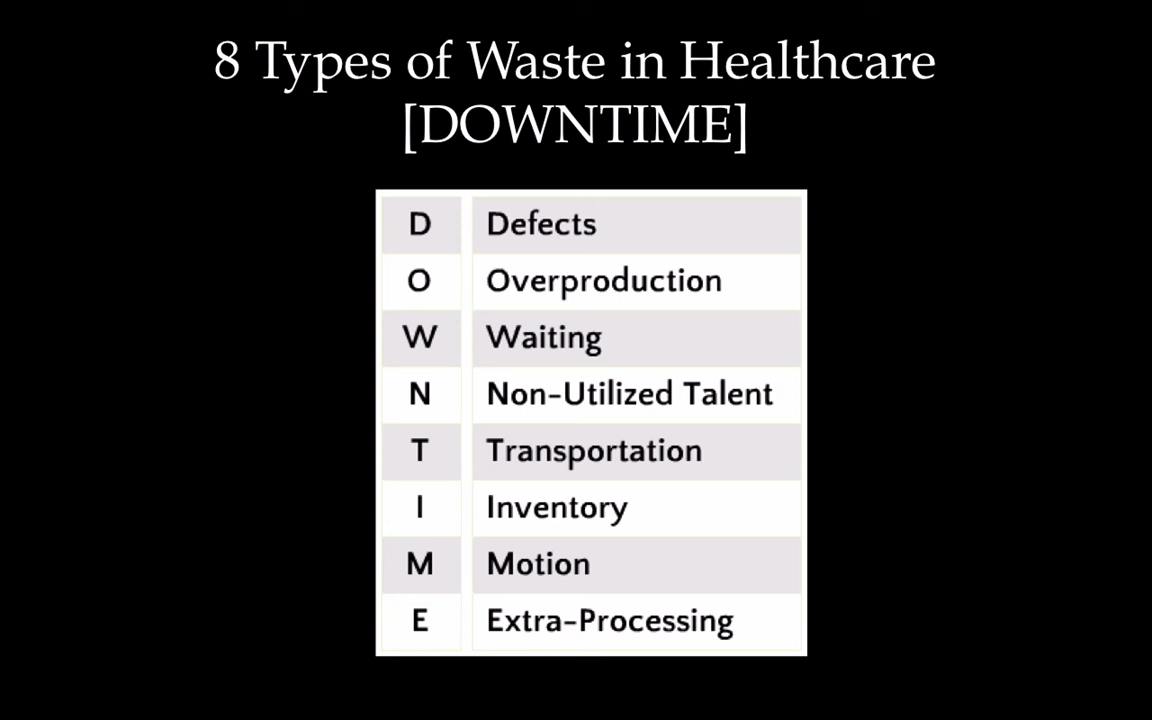 8 Types of Waste in Healthcare
[DOWNTIME]
D Defects
O Overproduction
W Waiting
N Non-Utilized Talent
T Transportation
I Inventory
M Motion
E Extra-Processing